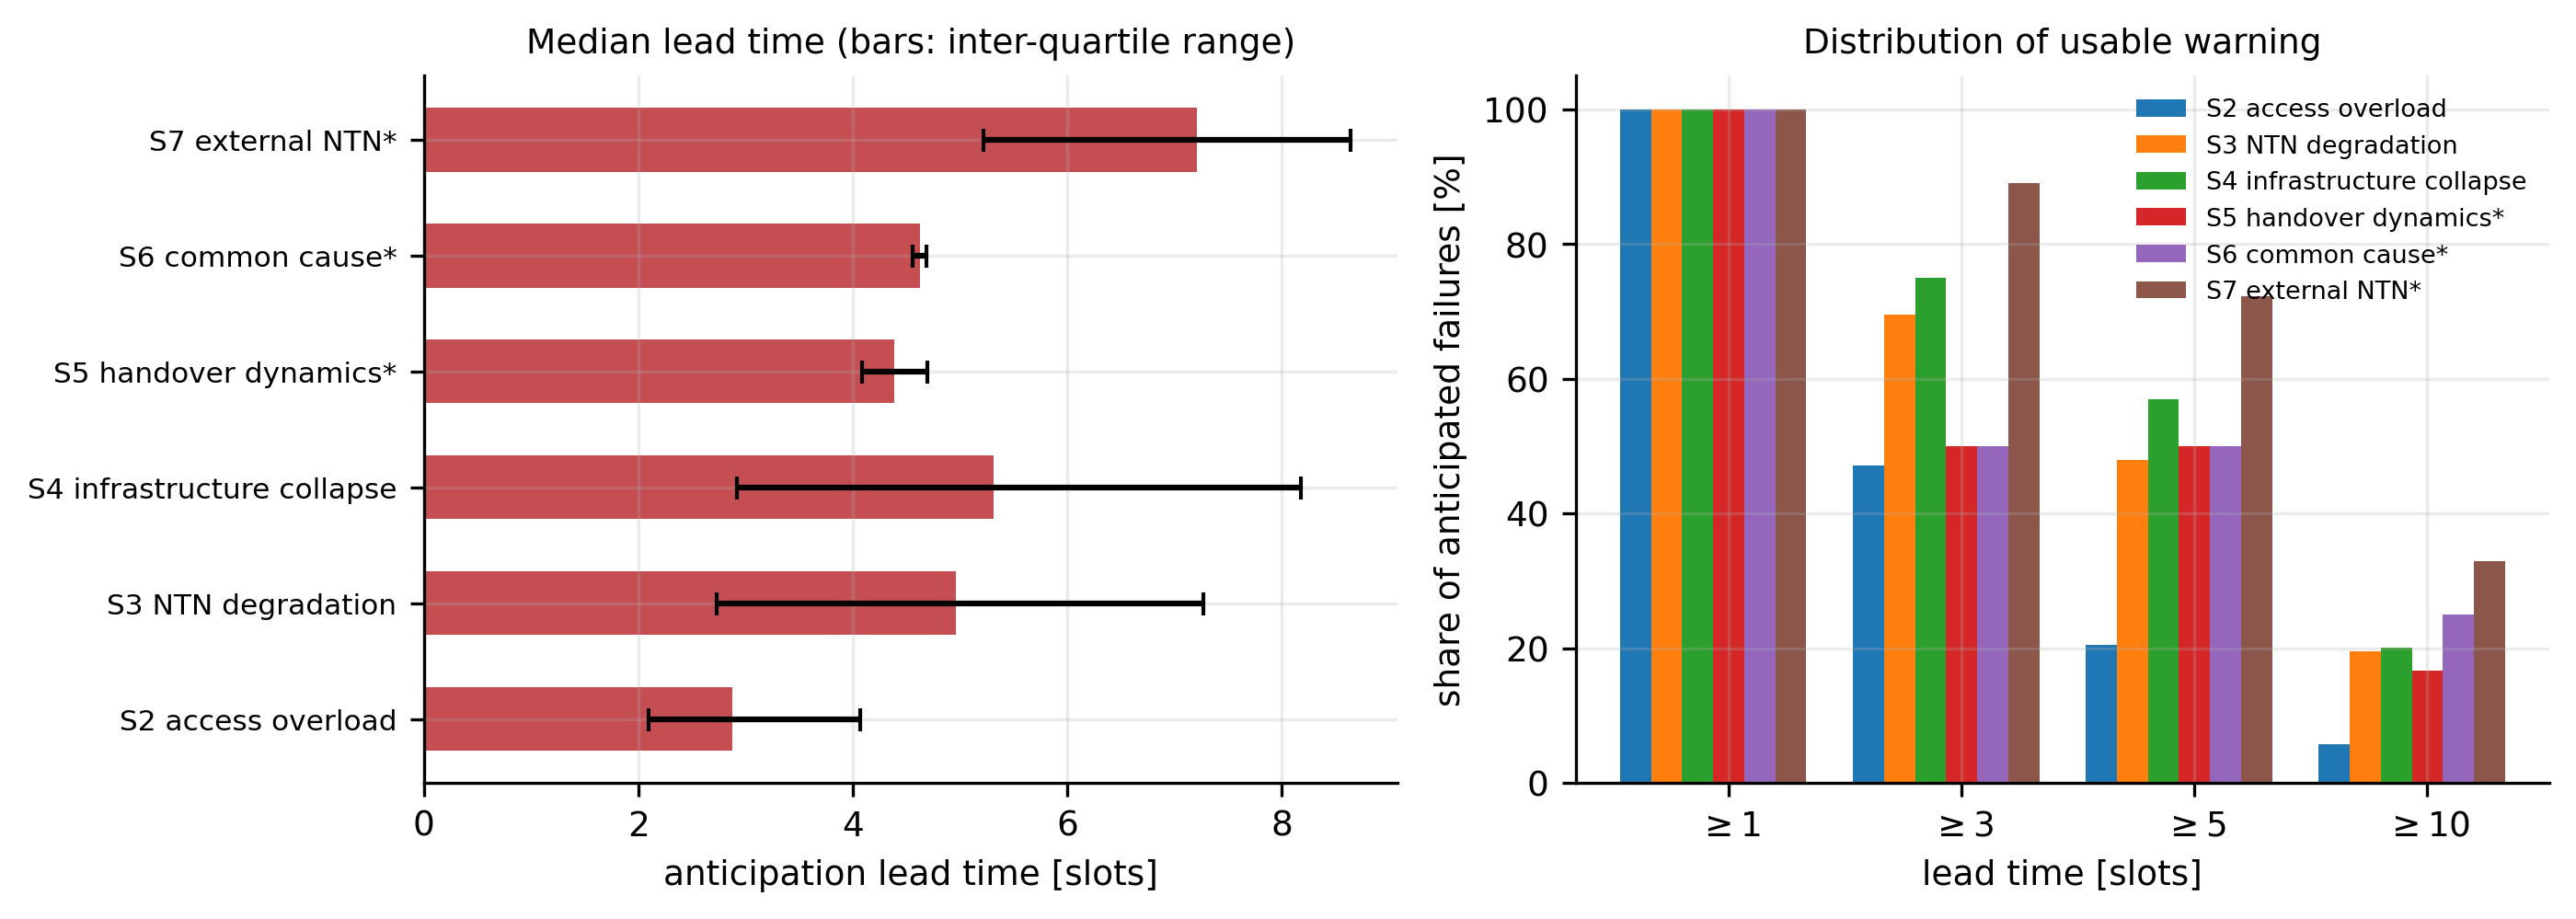 Median lead time (bars: inter-quartile range)
S7 external NTN*
S6 common cause*
S5 handover dynamics*
S4 infrastructure collapse
S3 NTN degradation
S2 access overload
0 2 4 6 8
anticipation lead time [slots]
Distribution of usable warning
share of anticipated failures [%]
100
80
60
40
20
0
S2 access overload
S3 NTN degradation
S4 infrastructure collapse
S5 handover dynamics*
S6 common cause*
S7 external NTN*
≥ 1 ≥ 3 ≥ 5 ≥ 10
lead time [slots]